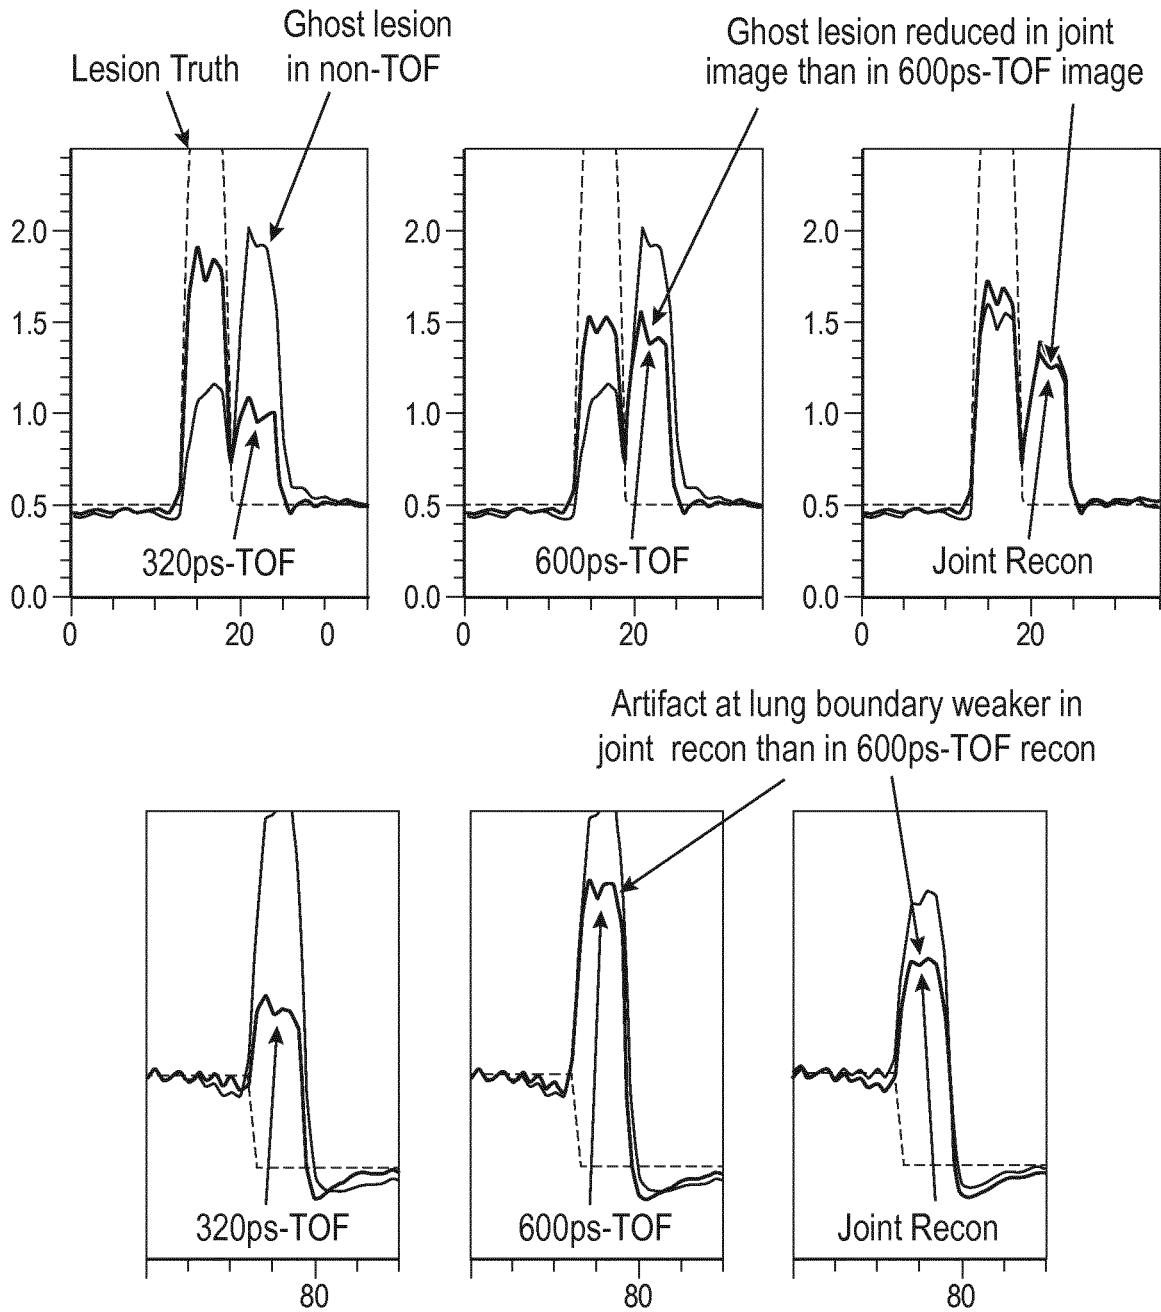 Ghost lesion
in non-TOF
Lesion Truth
Ghost lesion reduced in joint
image than in 600ps-TOF image
2.0
1.5
1.0
0.5
0.0
0
20
0
320ps-TOF
2.0
1.5
1.0
0.5
0.0
0
20
600ps-TOF
2.0
1.5
1.0
0.5
0.0
0
20
Joint Recon
Artifact at lung boundary weaker in
joint recon than in 600ps-TOF recon
320ps-TOF
80
600ps-TOF
80
Joint Recon
80